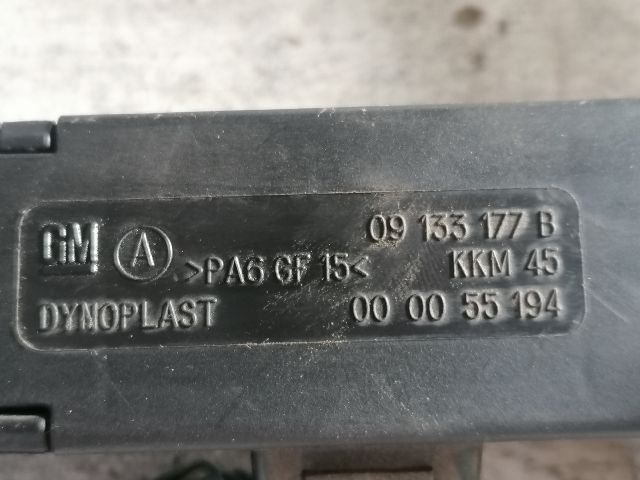 GM A >PA6 GF 15< 09 133 177 B
KKM 45
DYNOPLAST 00 00 55 194